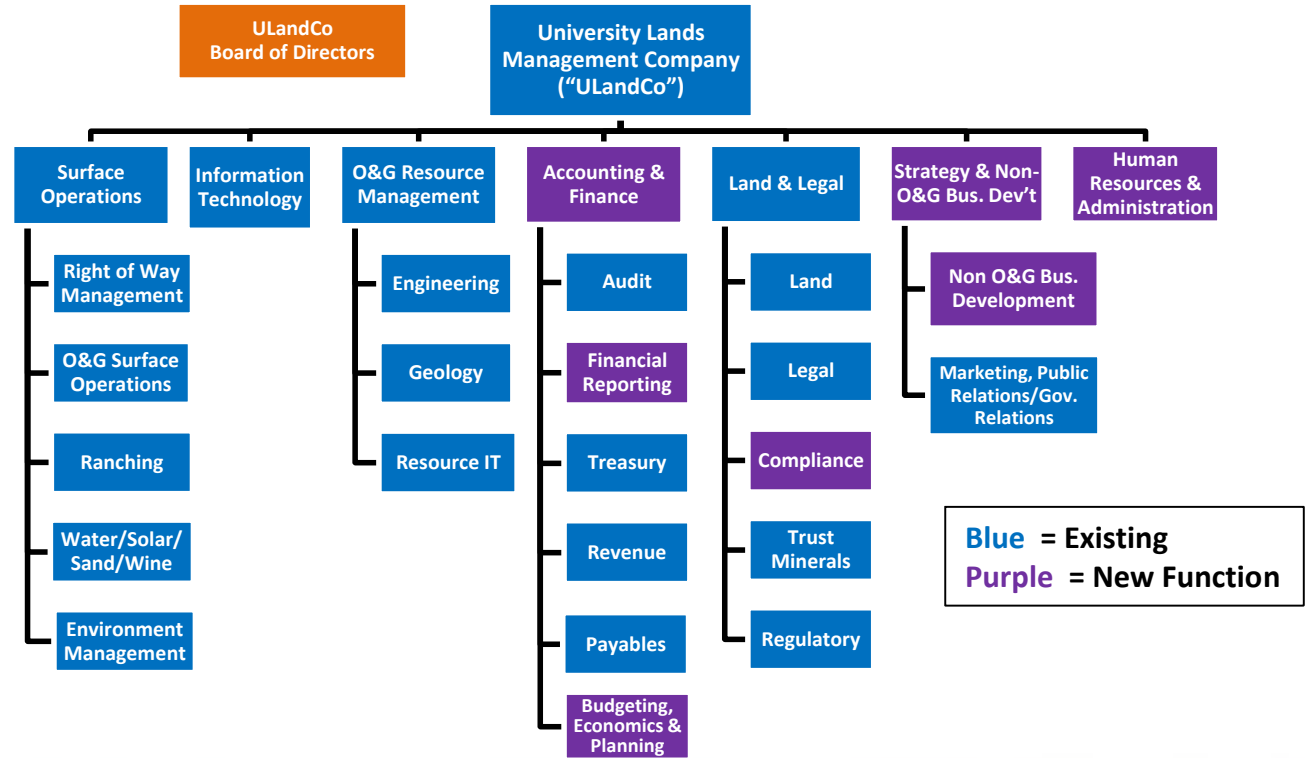 ULandCo
Board of Directors
University Lands
Management Company
(“ULandCo”)
Surface
Operations
Information
Technology
O&G Resource
Management
Accounting &
Finance
Land & Legal
Strategy & Non-
O&G Bus. Dev’t
Human
Resources &
Administration
Right of Way
Management
O&G Surface
Operations
Ranching
Water/Solar/
Sand/Wine
Environment
Management
Engineering
Geology
Resource IT
Audit
Financial
Reporting
Treasury
Revenue
Payables
Budgeting,
Economics &
Planning
Land
Legal
Compliance
Trust
Minerals
Regulatory
Non O&G Bus.
Development
Marketing, Public
Relations/Gov.
Relations
Blue = Existing
Purple = New Function